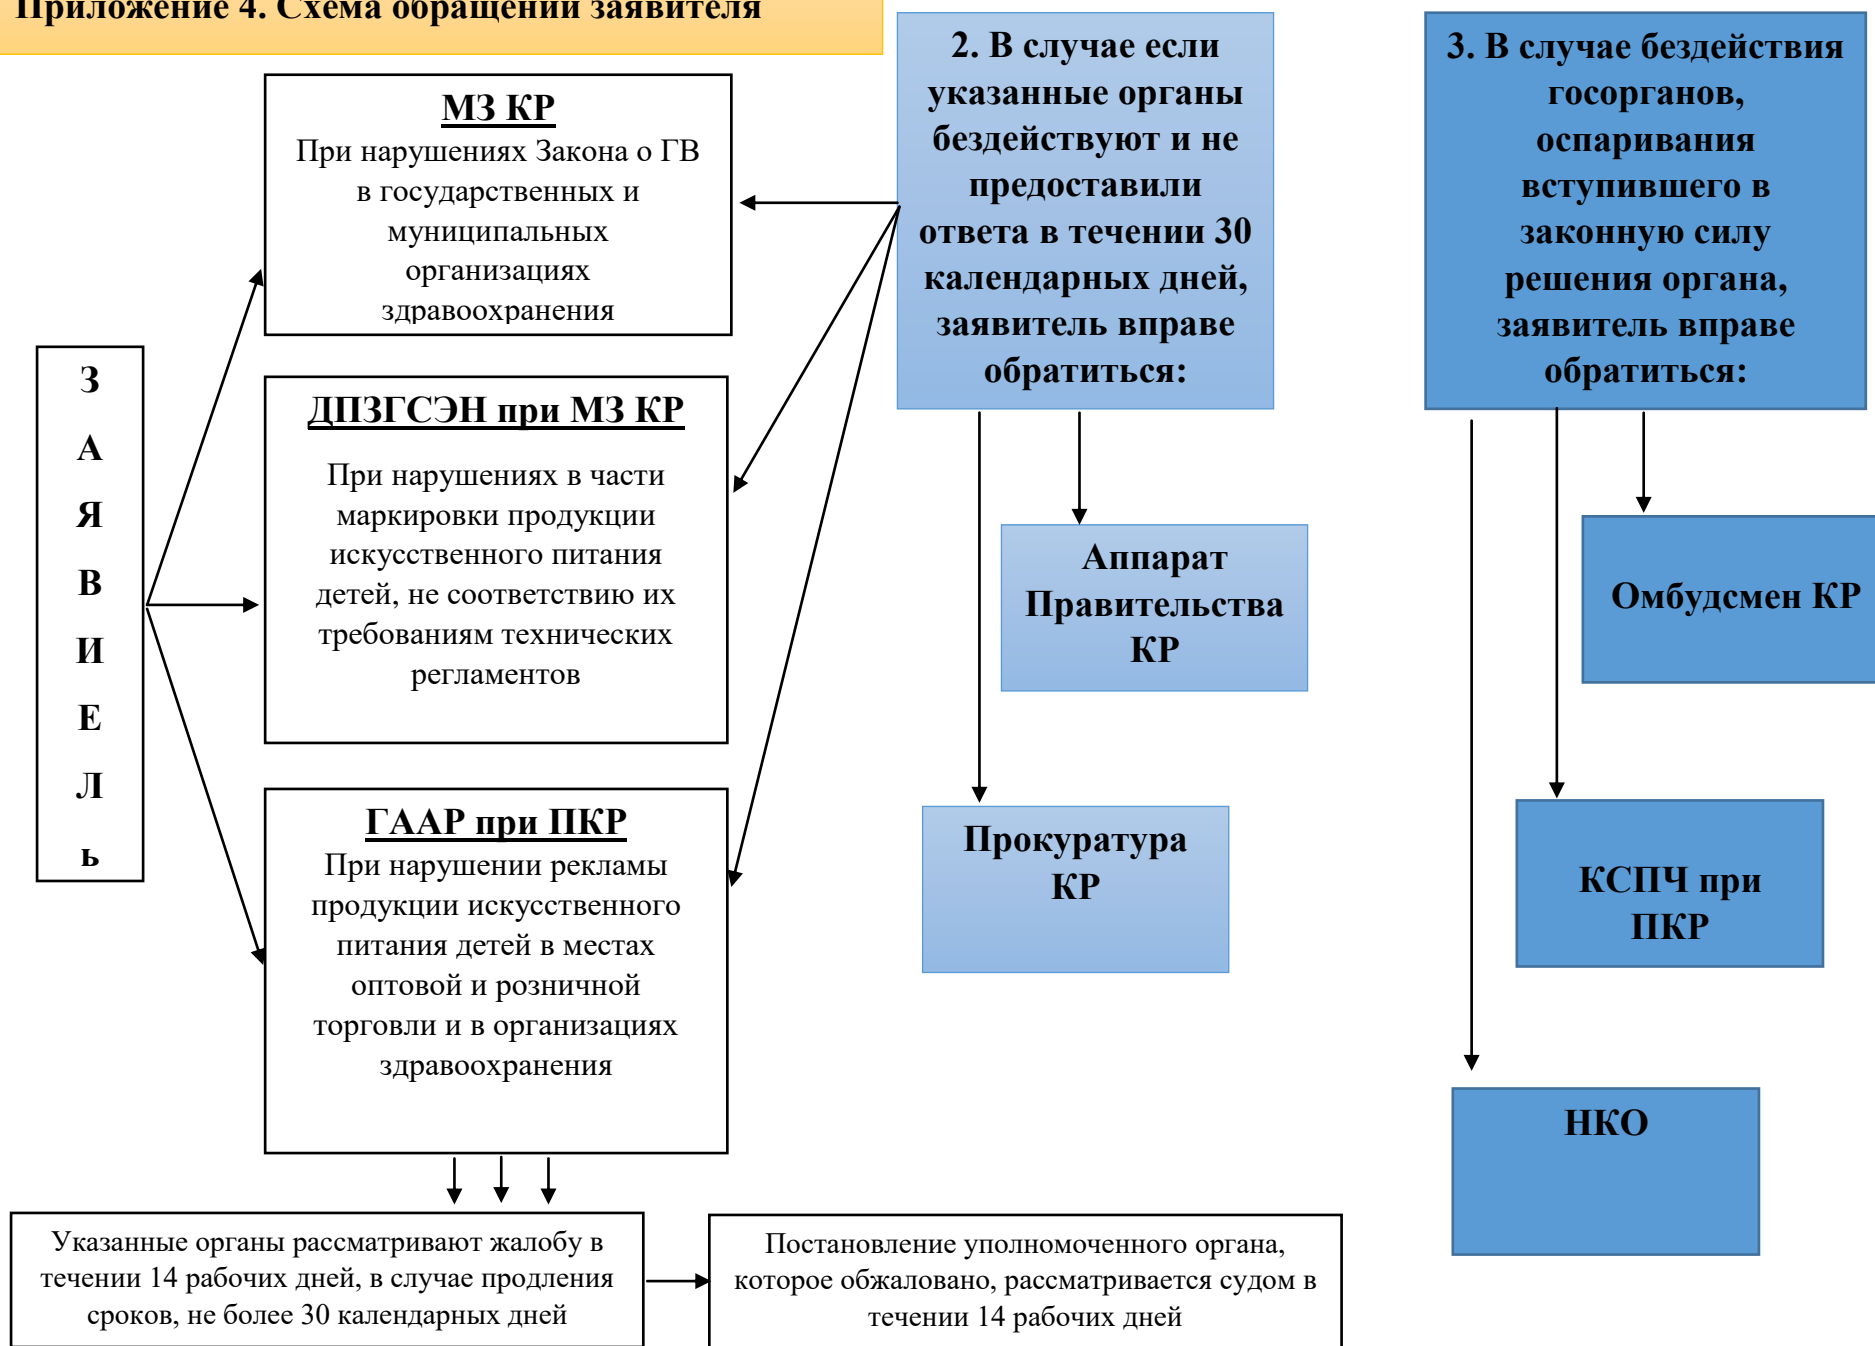 Приложение 4. Схема обращений заявителя
З
А
Я
В
И
Е
Л
ь
МЗ КР
При нарушениях Закона о ГВ
в государственных и
муниципальных
организациях
здравоохранения
ДПЗГСЭН при МЗ КР
При нарушениях в части
маркировки продукции
искусственного питания
детей, не соответствию их
требованиям технических
регламентов
ГААР при ПКР
При нарушении рекламы
продукции искусственного
питания детей в местах
оптовой и розничной
торговли и в организациях
здравоохранения
Указанные органы рассматривают жалобу в
течении 14 рабочих дней, в случае продления
сроков, не более 30 календарных дней
Постановление уполномоченного органа,
которое обжаловано, рассматривается судом в
течении 14 рабочих дней
2. В случае если
указанные органы
бездействуют и не
предоставили
ответа в течении 30
календарных дней,
заявитель вправе
обратиться:
Аппарат
Правительства
КР
Прокуратура
КР
3. В случае бездействия
госорганов,
оспаривания
вступившего в
законную силу
решения органа,
заявитель вправе
обратиться:
Омбудсмен КР
КСПЧ при
ПКР
НКО